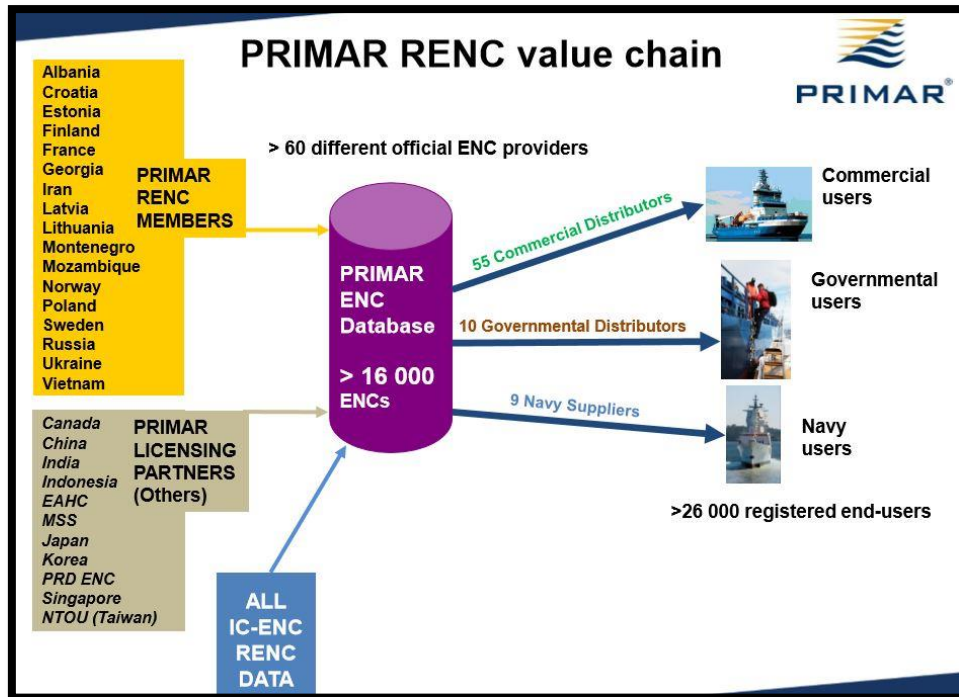 PRIMAR RENC value chain
PRIMAR®
Albania
Croatia
Estonia
Finland
France
Georgia
Iran
Latvia
Lithuania
Montenegro
Mozambique
Norway
Poland
Sweden
Russia
Ukraine
Vietnam
PRIMAR
RENC
MEMBERS
Canada
China
India
Indonesia
EAHC
MSS
Japan
Korea
PRD ENC
Singapore
NTOU (Taiwan)
PRIMAR
LICENSING
PARTNERS
(Others)
ALL
IC-ENC
RENC
DATA
> 60 different official ENC providers
PRIMAR
ENC
Database
> 16 000
ENCs
55 Commercial Distributors
10 Governmental Distributors
9 Navy Suppliers
Commercial
users
Governmental
users
Navy
users
>26 000 registered end-users